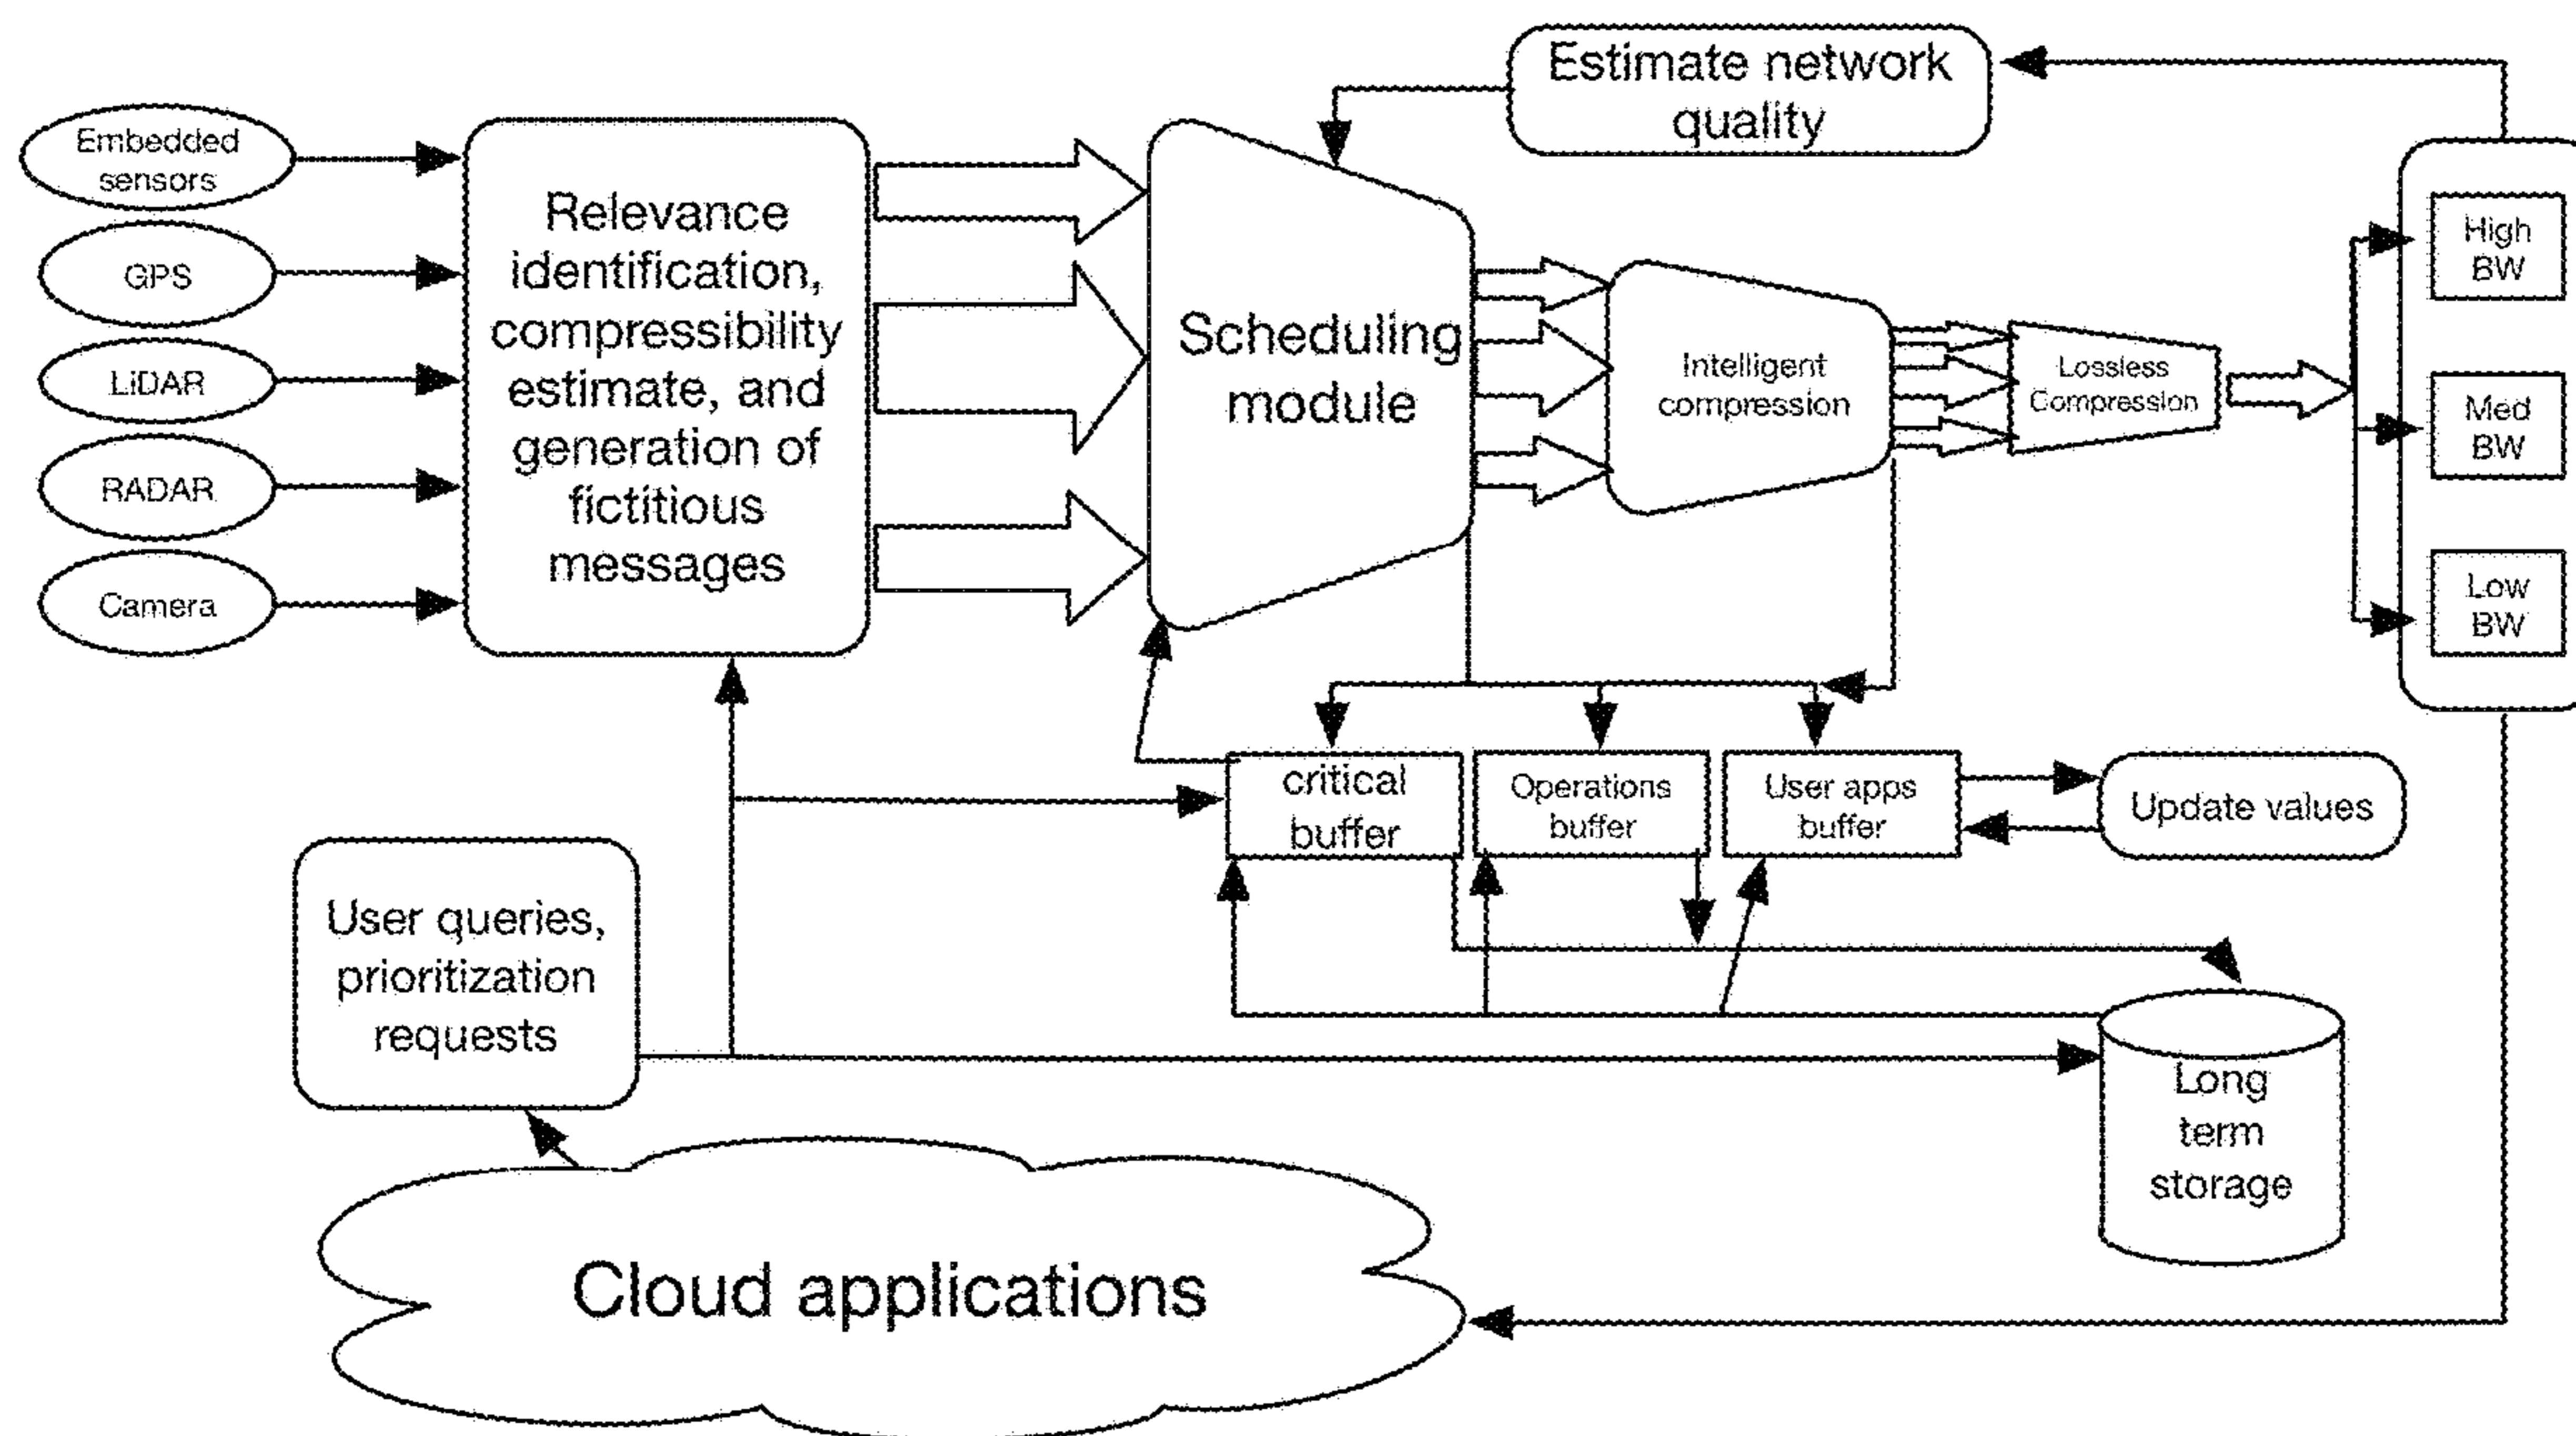 Estimate network
quality
Embedded
sensors
GPS
LiDAR
RADAR
Camera
Relevance
identification,
compressibility
estimate, and
generation of
fictitious
messages
Scheduling
module
Intelligent
compression
Lossless
Compression
High
BW
Med
BW
Low
BW
critical
buffer
Operations
buffer
User apps
buffer
Update values
User queries,
prioritization
requests
Long
term
storage
Cloud applications